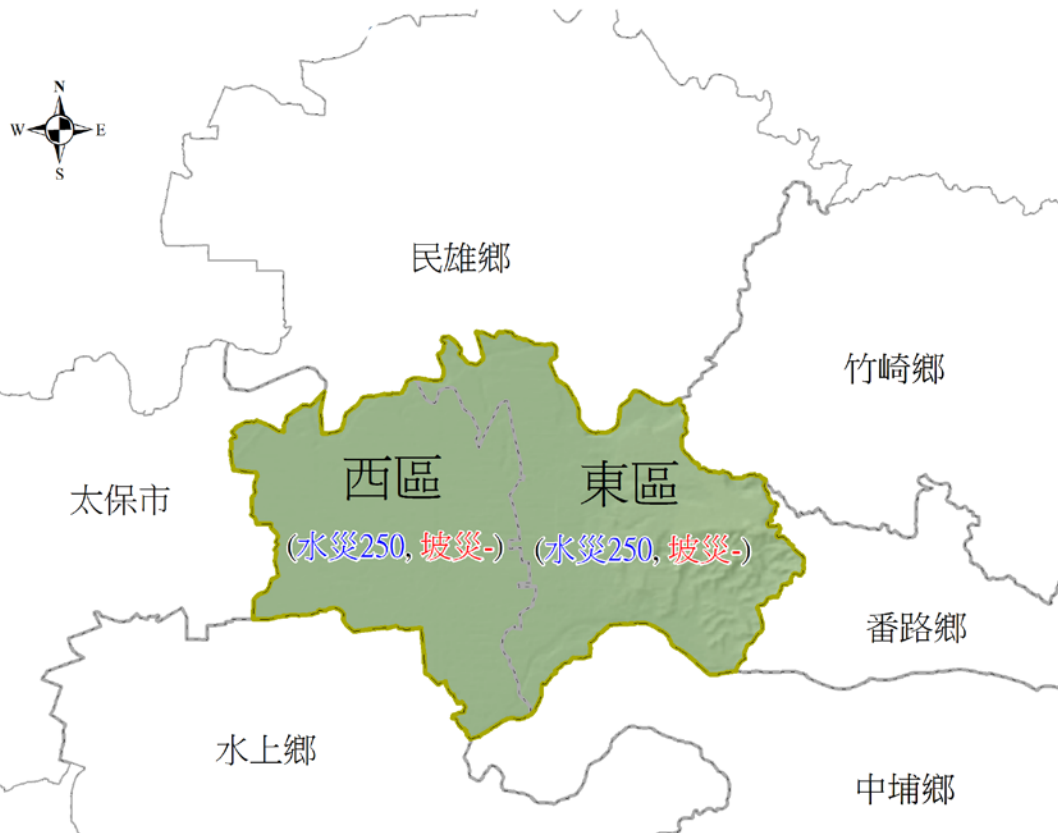 N
W E
S
民雄鄉
竹崎鄉
西區
東區
太保市
(水災250, 坡災-)
(水災250, 坡災-)
番路鄉
水上鄉
中埔鄉